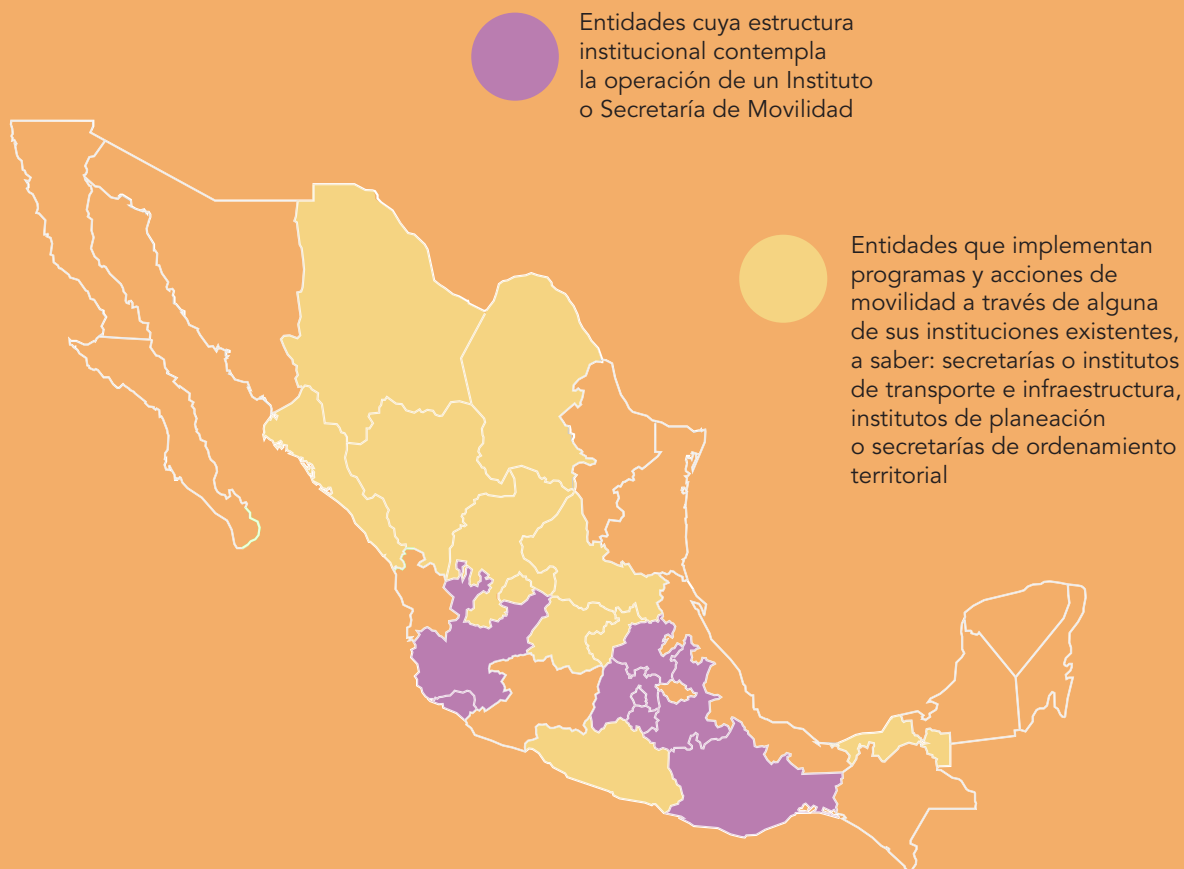 Entidades cuya estructura
institucional contempla
la operación de un Instituto
o Secretaría de Movilidad
Entidades que implementan
programas y acciones de
movilidad a través de alguna
de sus instituciones existentes,
a saber: secretarías o institutos
de transporte e infraestructura,
institutos de planeación
o secretarías de ordenamiento
territorial